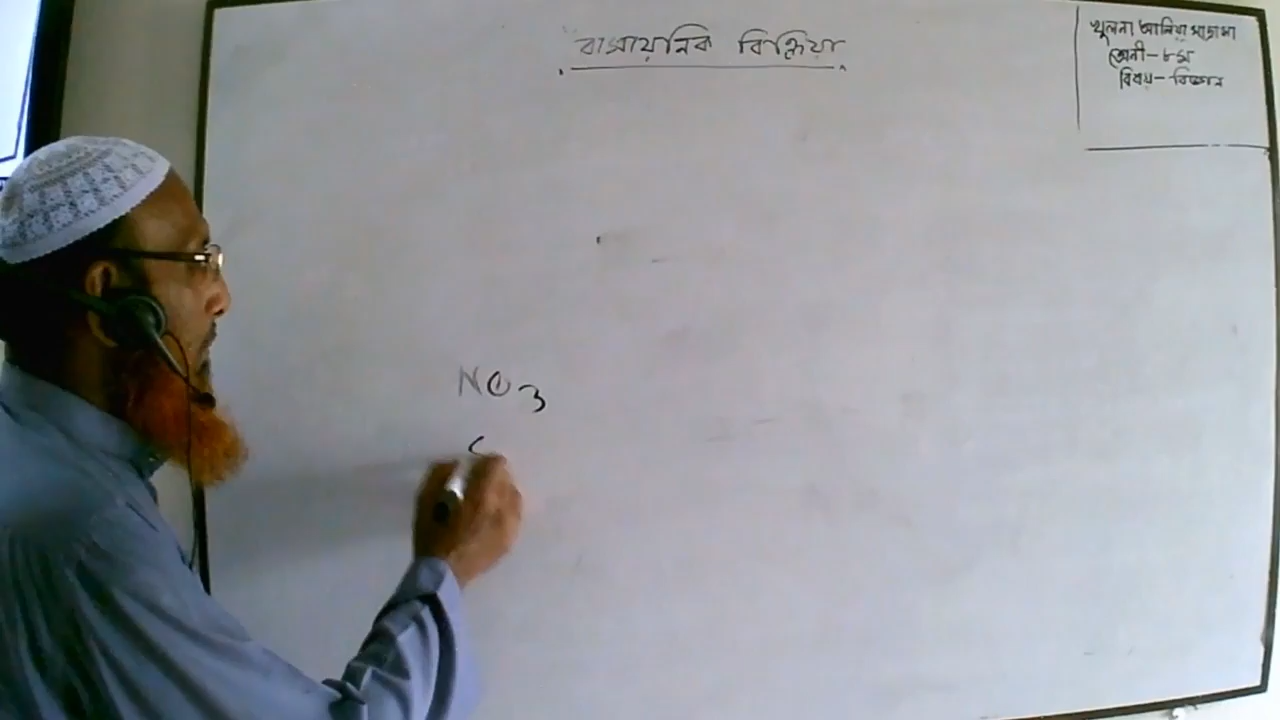 রাসায়নিক বিক্রিয়া
খুলনা আলিয়া মাদ্রাসা
শ্রেনী-৮ম
বিষয়-বিজ্ঞান
NO3